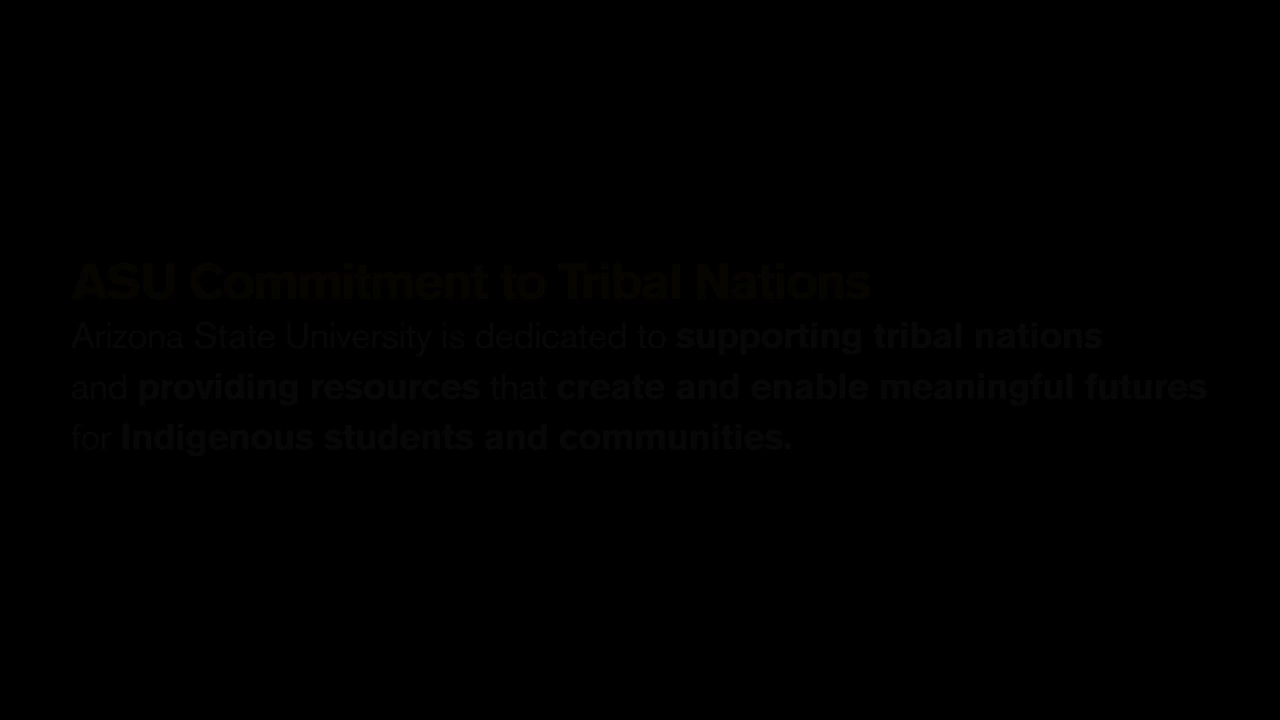 ASU Commitment to Tribal Nations
Arizona State University is dedicated to supporting tribal nations
and providing resources that create and enable meaningful futures
for Indigenous students and communities.